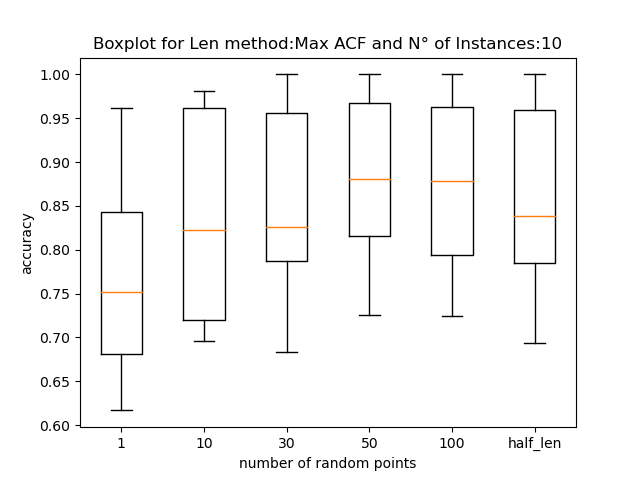 Boxplot for Len method:Max ACF and N° of Instances:10
1.00
0.95
0.90
0.85
0.80
0.75
0.70
0.65
0.60
accuracy
1 10 30 50 100 half_len
number of random points